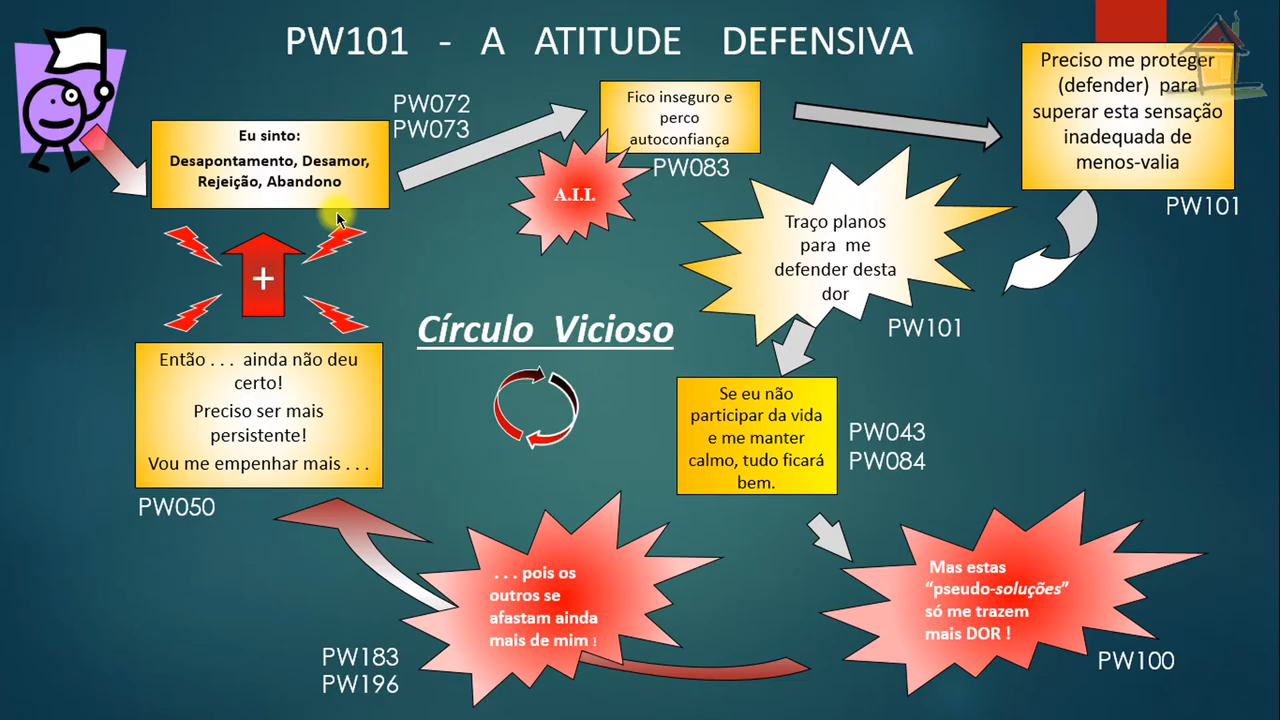 PW101 - A ATITUDE DEFENSIVA
Eu sinto:
Desapontamento, Desamor,
Rejeição, Abandono
PW072
PW073
Fico inseguro e
perco
autoconfiança
PW083
A.I.I.
Preciso me proteger
(defender) para
superar esta sensação
inadequada de
menos-valia
PW101
Traço planos
para me
defender desta
dor
PW101
Círculo Vicioso
Se eu não
participar da vida
e me manter
calmo, tudo ficará
bem.
PW043
PW084
Mas estas
“pseudo-soluções”
só me trazem
mais DOR !
PW100
. . . pois os
outros se
afastam ainda
mais de mim !
PW183
PW196
Então . . . ainda não deu
certo!
Preciso ser mais
persistente!
Vou me empenhar mais . . .
PW050
+